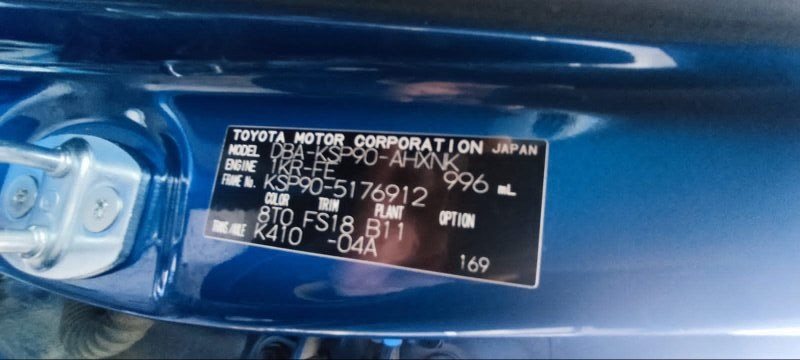 TOYOTA MOTOR CORPORATION JAPAN
MODEL DBA-KSP90-AHXNK
ENGINE 1KR-FE 996 mL
FRAME No. KSP90-5176912
COLOR TRIM PLANT OPTION
8T0 FS18 B11
TRANS/AXLE K410 -04A
169